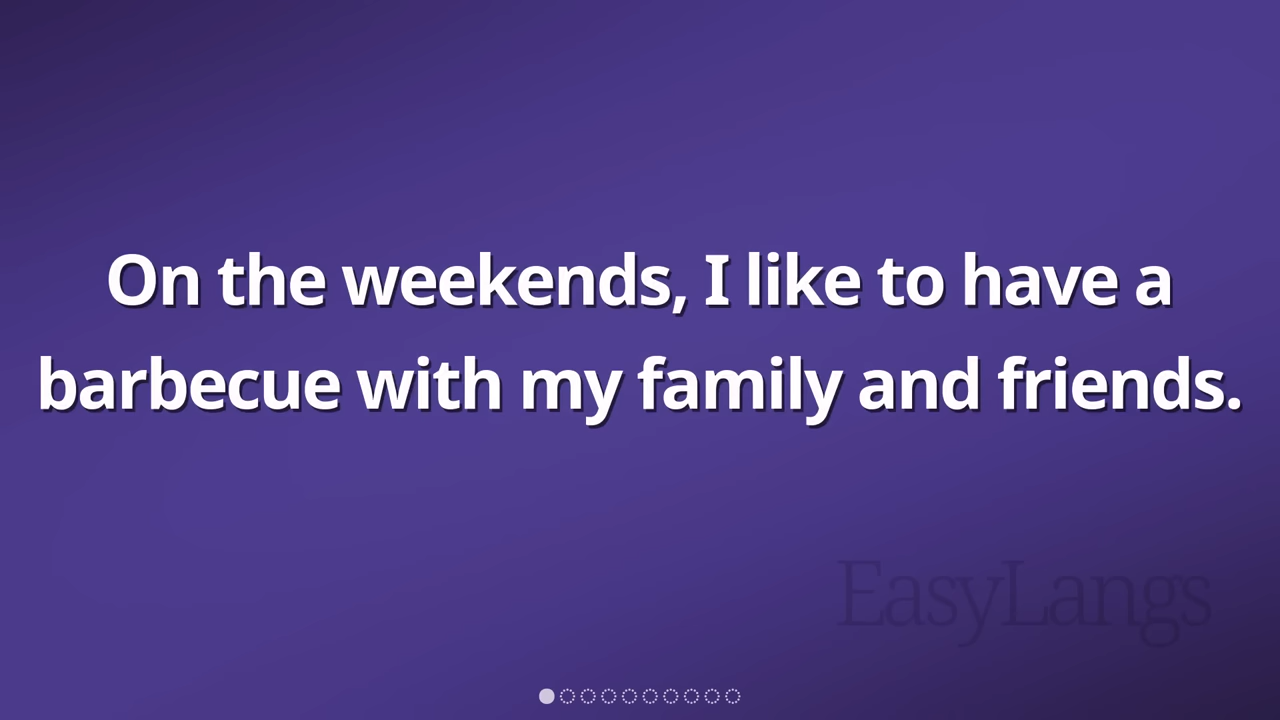 On the weekends, I like to have a
barbecue with my family and friends.
EasyLangs